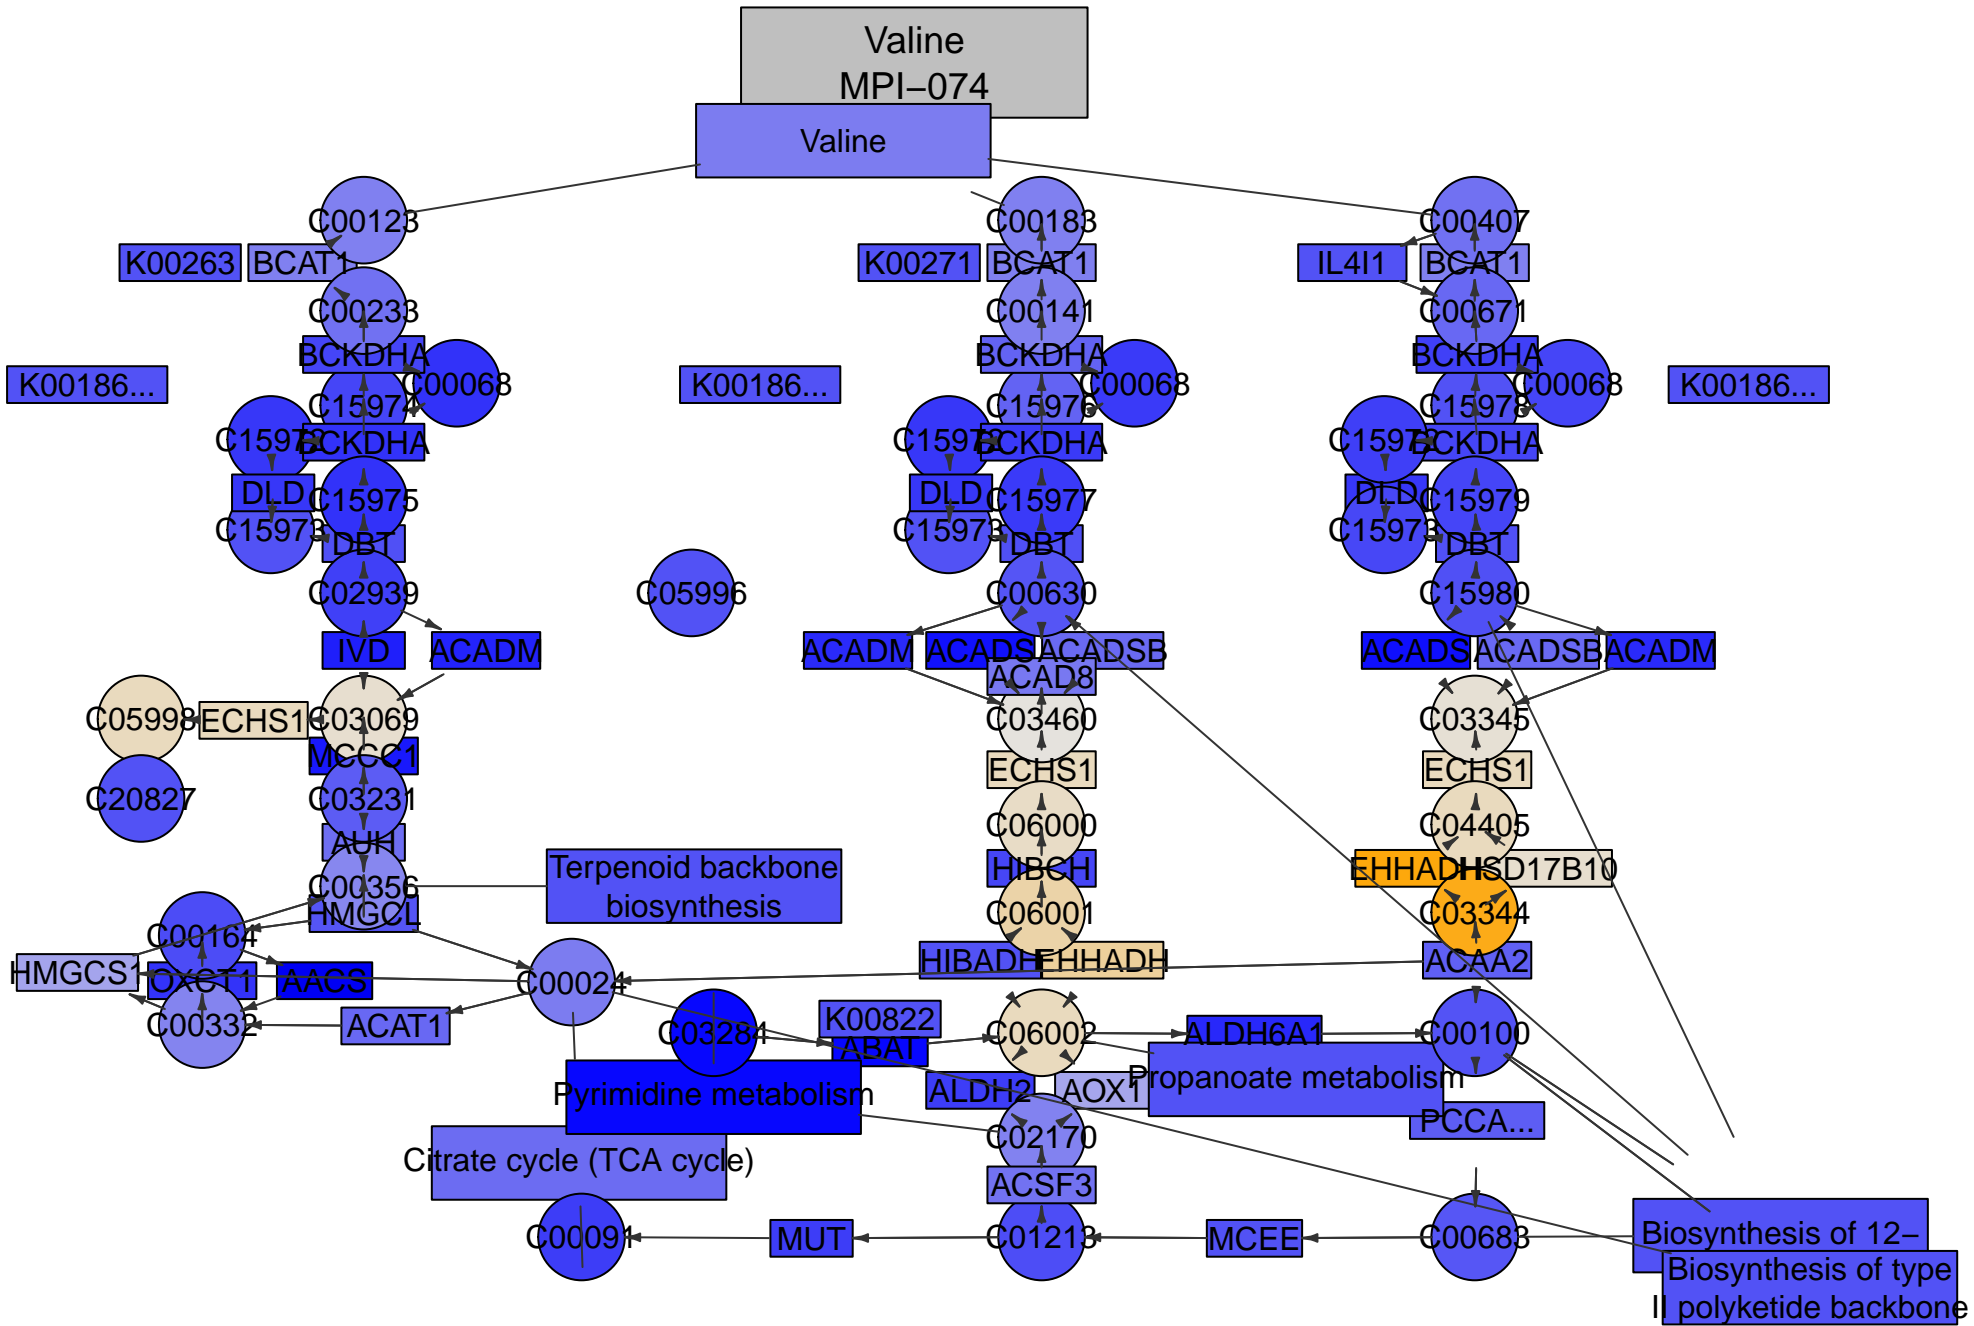 Valine
MPI−074
Valine
C00123
C00183
C00407
K00263
BCAT1
K00271
BCAT1
IL4I1
BCAT1
C00233
C00141
C00671
BCKDHA
BCKDHA
BCKDHA
K00186...
C00068
K00186...
C00068
C00068
K00186...
C15974
C15976
C15978
C15972
BCKDHA
C15972
BCKDHA
C15972
BCKDHA
DLD
C15975
DLD
C15977
DLD
C15979
C15973
DBT
C15973
DBT
C15973
DBT
C02939
C05996
C00630
C15980
IVD
ACADM
ACADM
ACADS
ACADSB
ACADS
ACADSB
ACADM
ACAD8
C05998
ECHS1
C03069
C03460
C03345
MCCC1
ECHS1
ECHS1
C20827
C03231
C06000
C04405
AUH
HIBCH
EHHADH
HSD17B10
Terpenoid backbone
biosynthesis
C00356
HMGCL
C06001
C03344
C00164
HIBADH
EHHADH
ACAA2
HMGCS1
OXCT1
AACS
C00024
C00332
ACAT1
C03284
K00822
ABAT
C06002
ALDH6A1
C00100
Pyrimidine metabolism
ALDH2
AOX1
Propanoate metabolism
PCCA...
C02170
Citrate cycle (TCA cycle)
ACSF3
C00091
MUT
C01213
MCEE
C00683
Biosynthesis of 12−
Biosynthesis of type
II polyketide backbone